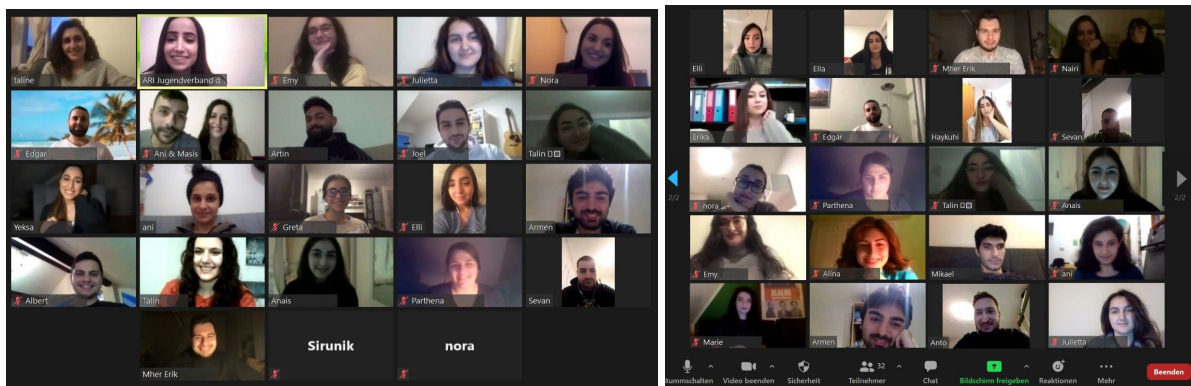 taline
ARI Jugendverband d...
Emy
Julietta
Nora
Edgar
Ani & Masis
Artin
Joel
Talin
Yeksa
ani
Greta
Elli
Armen
Albert
Talin
Anais
Parthena
Sevan
Mher Erik
Sirunik
nora
Elli
Ella
Mher Erik
Nairi
Erika
Edgar
Haykuhi
Sevan
2/2
2/2
nora
Parthena
Talin
Anais
Emy
Alina
Mikael
ani
Marie
Armen
Anto
Julietta
tummschalten
Video beenden
Sicherheit
Teilnehmer
32
Chat
Bildschirm freigeben
Reaktionen
Mehr
Beenden